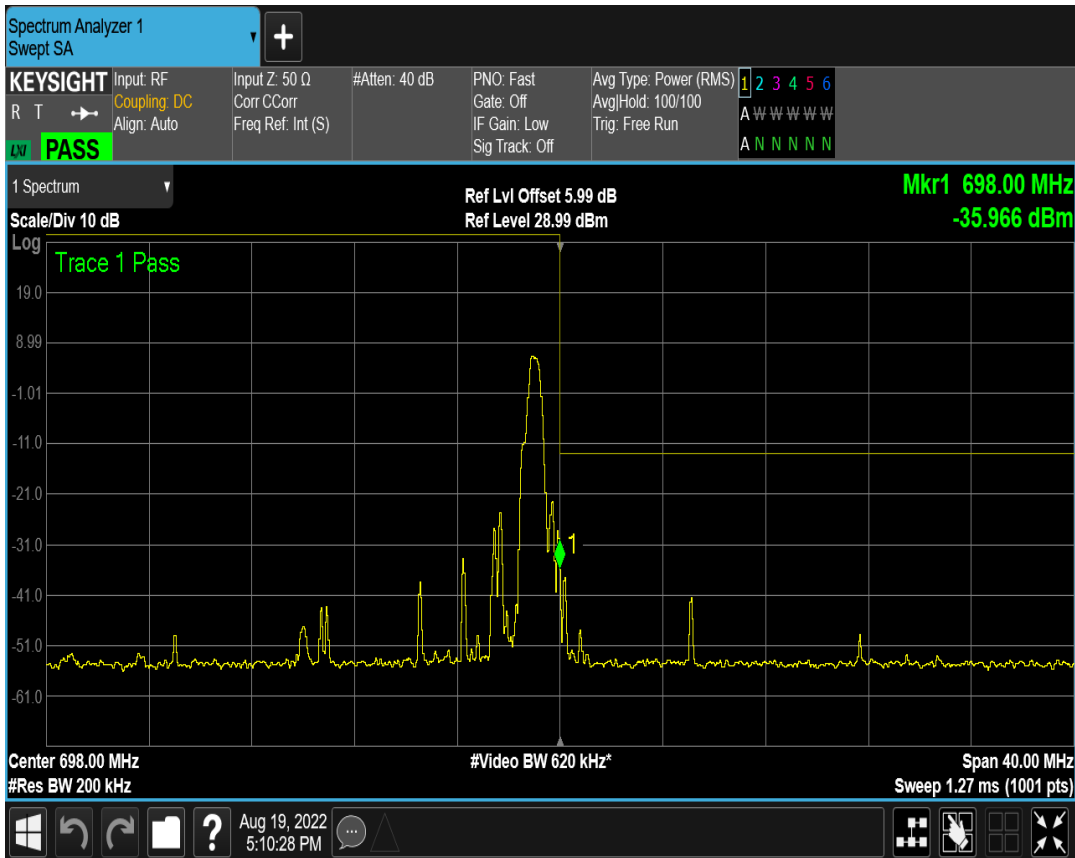 Spectrum Analyzer 1
Swept SA
KEYSIGHT
R T
LXI PASS
Input: RF
Coupling: DC
Align: Auto
Input Z: 50 Ω
Corr CCorr
Freq Ref: Int (S)
#Atten: 40 dB
PNO: Fast
Gate: Off
IF Gain: Low
Sig Track: Off
Avg Type: Power (RMS)
Avg|Hold: 100/100
Trig: Free Run
1 2 3 4 5 6
A W W W W W
A N N N N N
1 Spectrum
Scale/Div 10 dB
Ref Lvl Offset 5.99 dB
Ref Level 28.99 dBm
Mkr1 698.00 MHz
-35.966 dBm
Log
Trace 1 Pass
19.0
8.99
-1.01
-11.0
-21.0
-31.0
-41.0
-51.0
-61.0
1
Center 698.00 MHz
#Res BW 200 kHz
#Video BW 620 kHz*
Span 40.00 MHz
Sweep 1.27 ms (1001 pts)
?
Aug 19, 2022
5:10:28 PM